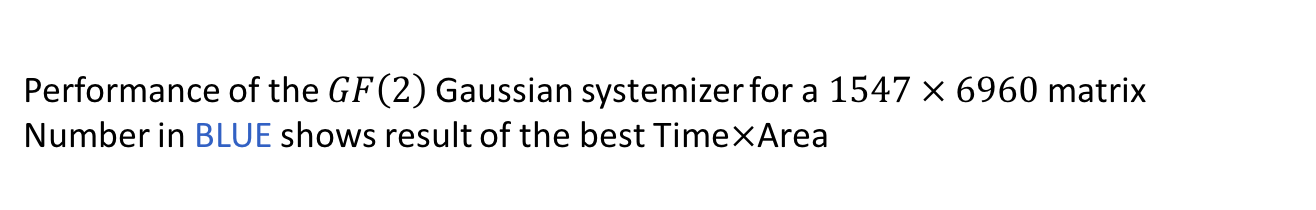 Performance of the GF(2) Gaussian systemizer for a 1547 × 6960 matrix
Number in BLUE shows result of the best Time×Area